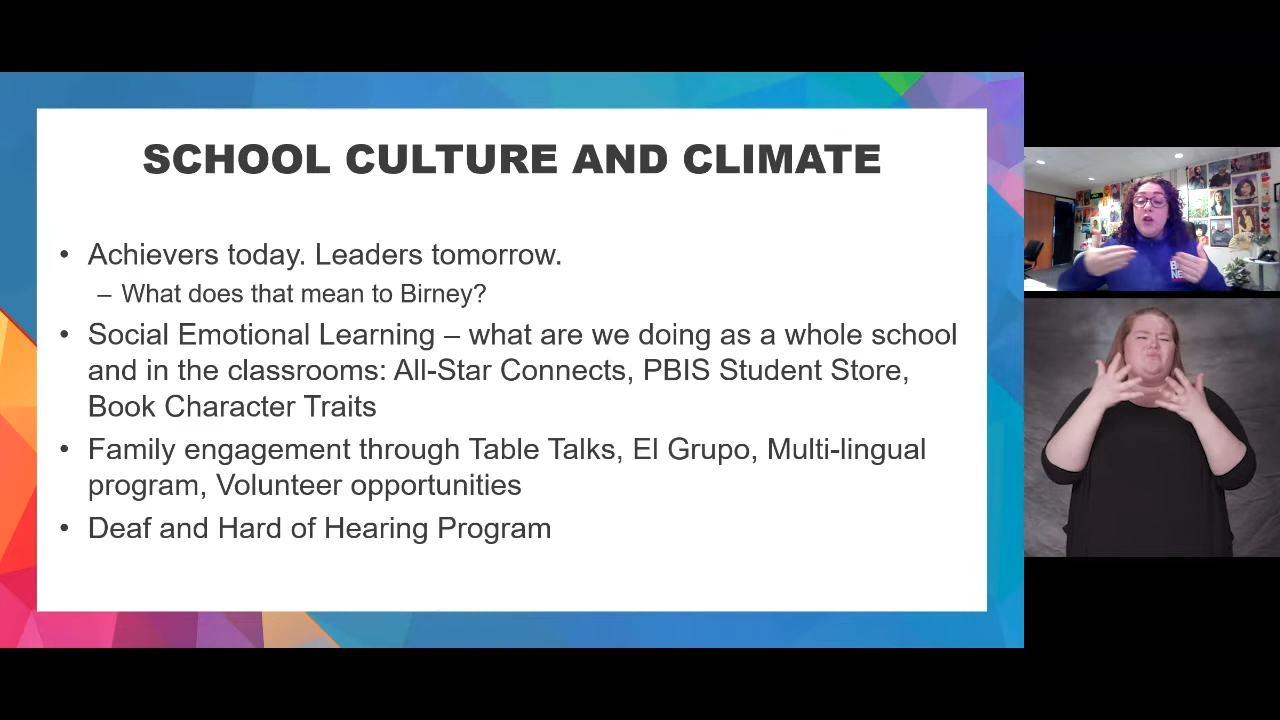 SCHOOL CULTURE AND CLIMATE
• Achievers today. Leaders tomorrow.
– What does that mean to Birney?
• Social Emotional Learning – what are we doing as a whole school
and in the classrooms: All-Star Connects, PBIS Student Store,
Book Character Traits
• Family engagement through Table Talks, El Grupo, Multi-lingual
program, Volunteer opportunities
• Deaf and Hard of Hearing Program